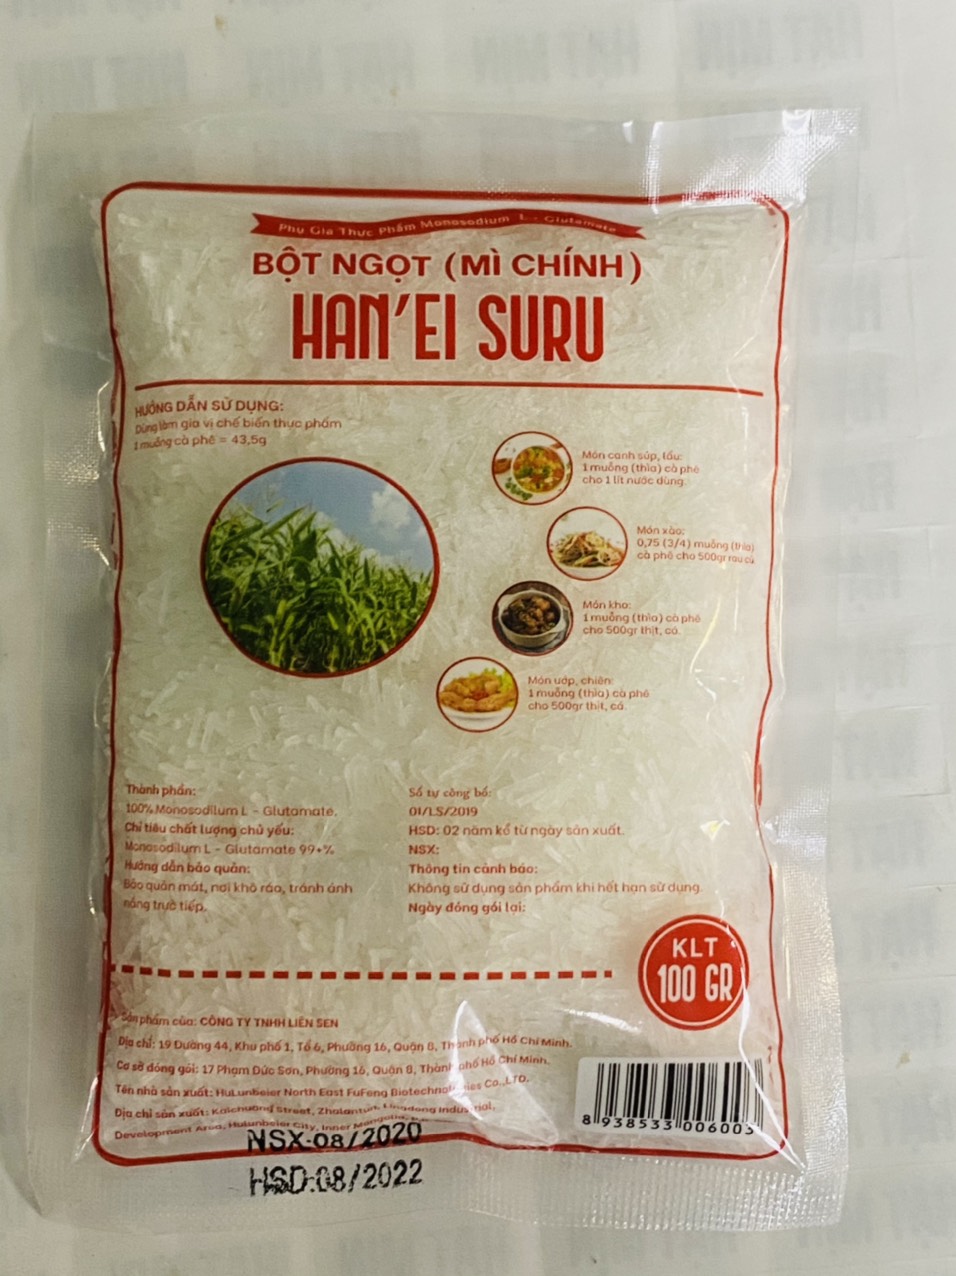 Phụ Gia Thực Phẩm Monosodium L - Glutamate
BỘT NGỌT (MÌ CHÍNH)
HAN'EI SURU
HƯỚNG DẪN SỬ DỤNG:
Dùng làm gia vị chế biến thực phẩm
1 muỗng cà phê = 43,5g
Món canh súp, lẩu:
1 muỗng (thìa) cà phê
cho 1 lít nước dùng
Món xào:
0,75 (3/4) muỗng (thìa)
cà phê cho 500gr rau củ
Món kho:
1 muỗng (thìa) cà phê
cho 500gr thịt, cá.
Món ướp, chiên:
1 muỗng (thìa) cà phê
cho 500gr thịt, cá.
Thành phần:
100% Monosodilum L - Glutamate.
Chỉ tiêu chất lượng chủ yếu:
Monosodilum L - Glutamate 99+%
Hướng dẫn bảo quản:
Bảo quản mát, nơi khô ráo, tránh ánh
nắng trực tiếp.
Số tự công bố:
01/LS/2019
HSD: 02 năm kể từ ngày sản xuất.
NSX:
Thông tin cảnh báo:
Không sử dụng sản phẩm khi hết hạn sử dụng.
Ngày đóng gói lại:
KLT
100 GR
Sản phẩm của: CÔNG TY TNHH LIÊN SEN
Địa chỉ: 19 Đường 44, Khu phố 1, Tổ 6, Phường 16, Quận 8, Thành phố Hồ Chí Minh.
Cơ sở đóng gói: 17 Phạm Đức Sơn, Phường 16, Quận 8, Thành phố Hồ Chí Minh.
Tên nhà sản xuất: HuLunbeier North East FuFeng Biotechnologies Co.,LTD.
Địa chỉ sản xuất: Kaichuang Street, Zhalantun, Lingdong Industrial,
Development Area, Hulunbeier City, Inner
NSX:08/2020
HSD:08/2022
8 938533 006003